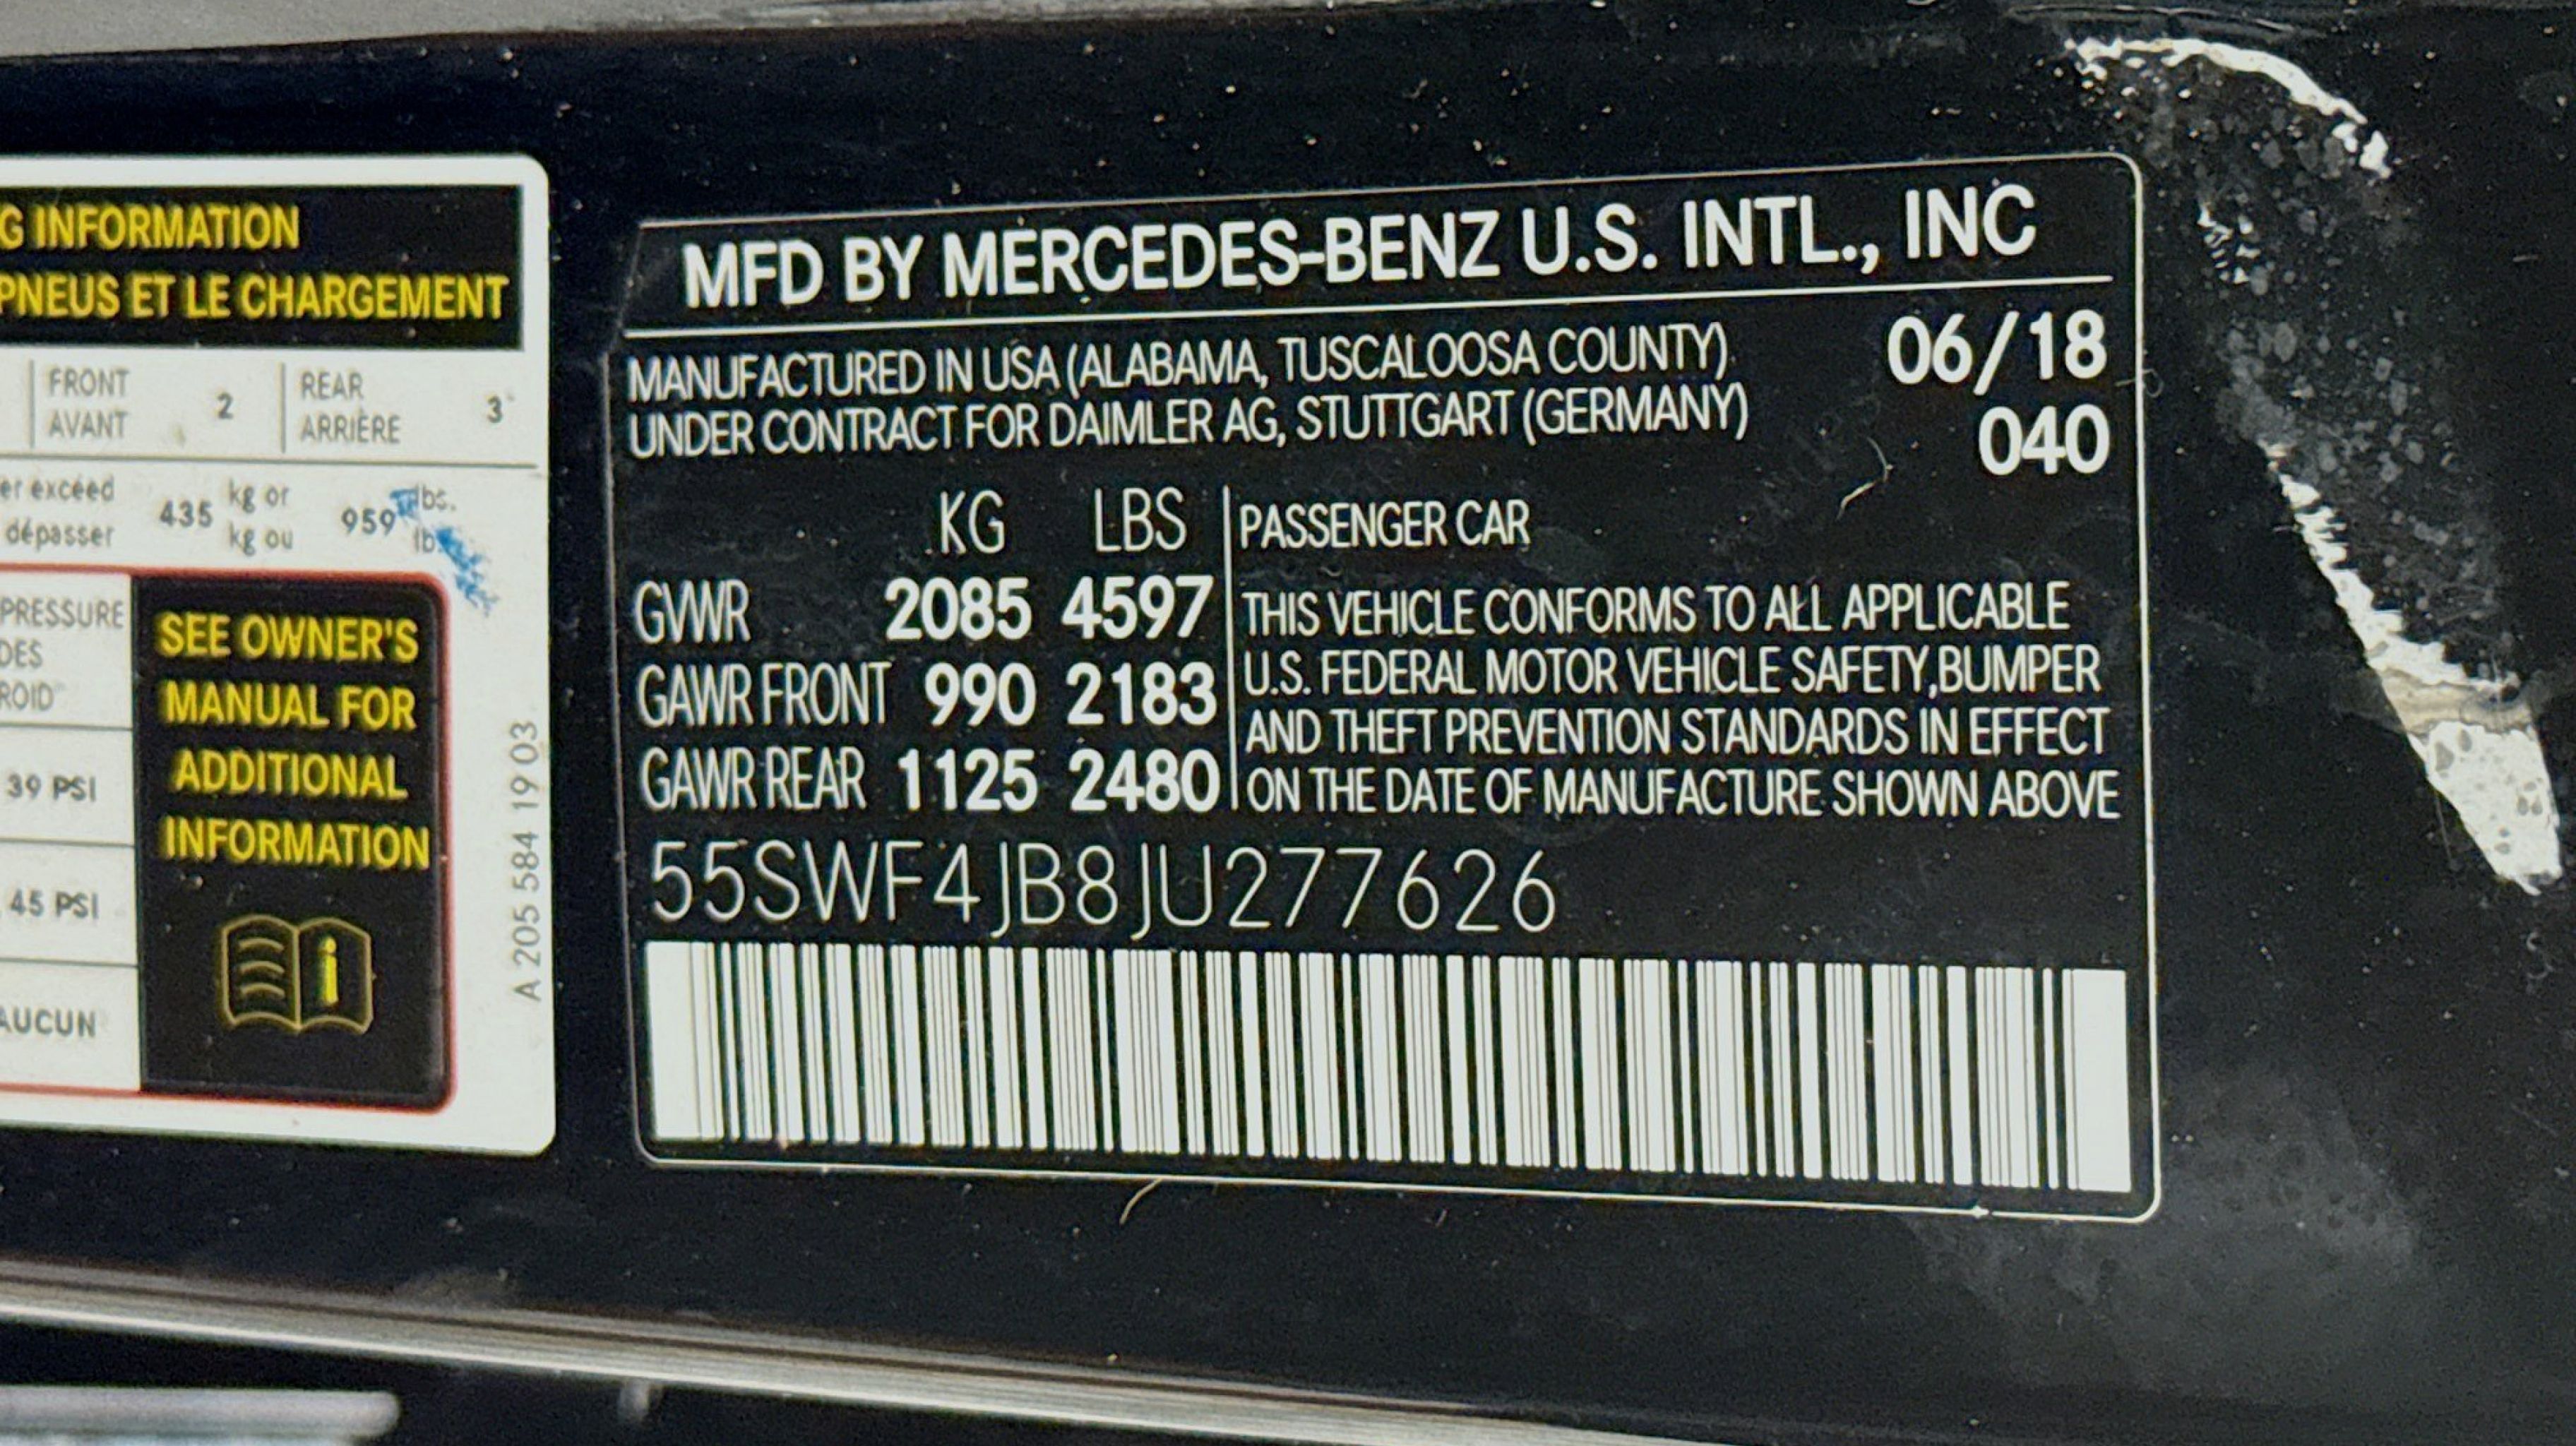 G INFORMATION
PNEUS ET LE CHARGEMENT
FRONT
AVANT
2
REAR
ARRIÈRE
3
er exceed
dépasser
435
kg or
kg ou
959
lbs.
lb
PRESSURE
DES
ROID
39 PSI
45 PSI
AUCUN
SEE OWNER'S
MANUAL FOR
ADDITIONAL
INFORMATION
A 205 584 19 03
MFD BY MERCEDES-BENZ U.S. INTL., INC
MANUFACTURED IN USA (ALABAMA, TUSCALOOSA COUNTY)
UNDER CONTRACT FOR DAIMLER AG, STUTTGART (GERMANY)
06/18
040
KG LBS
GVWR 2085 4597
GAWR FRONT 990 2183
GAWR REAR 1125 2480
PASSENGER CAR
THIS VEHICLE CONFORMS TO ALL APPLICABLE
U.S. FEDERAL MOTOR VEHICLE SAFETY,BUMPER
AND THEFT PREVENTION STANDARDS IN EFFECT
ON THE DATE OF MANUFACTURE SHOWN ABOVE
55SWF4JB8JU277626